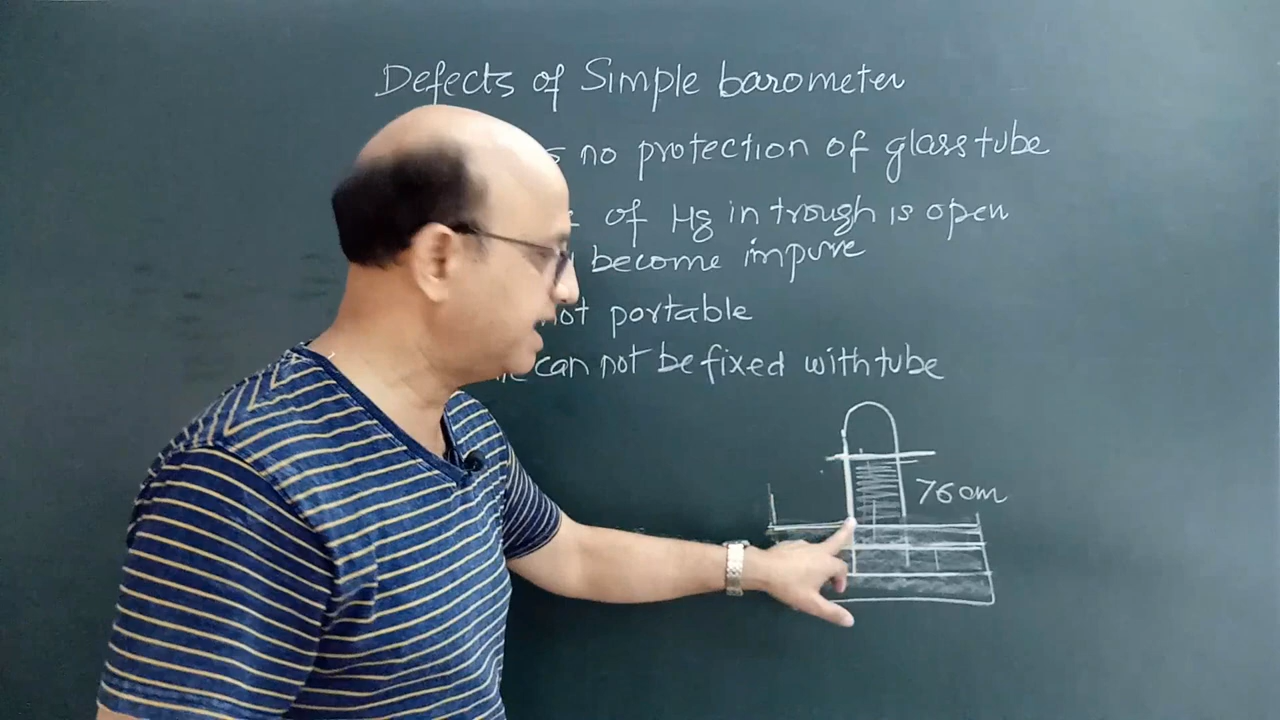 Defects of Simple barometer
no protection of glass tube
of Hg in trough is open
become impure
not portable
can not be fixed with tube
76 cm